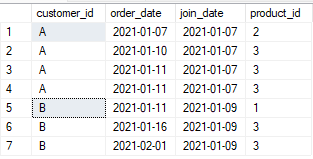 customer_id order_date join_date product_id
1 A 2021-01-07 2021-01-07 2
2 A 2021-01-10 2021-01-07 3
3 A 2021-01-11 2021-01-07 3
4 A 2021-01-11 2021-01-07 3
5 B 2021-01-11 2021-01-09 1
6 B 2021-01-16 2021-01-09 3
7 B 2021-02-01 2021-01-09 3